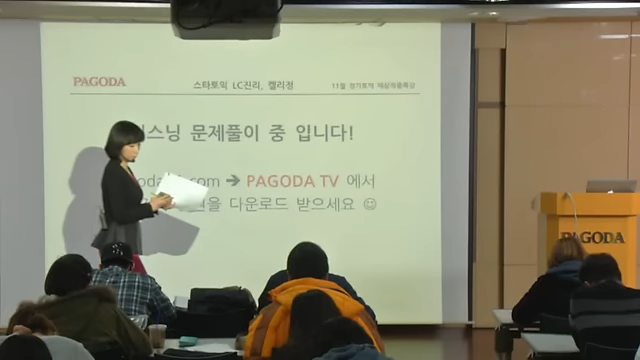 PAGODA
스타토익 LC진리, 켈리정
11월 정기토익 예상적중특강
스닝 문제풀이 중 입니다!
.com → PAGODA TV 에서
을 다운로드 받으세요 ☺
PAGODA